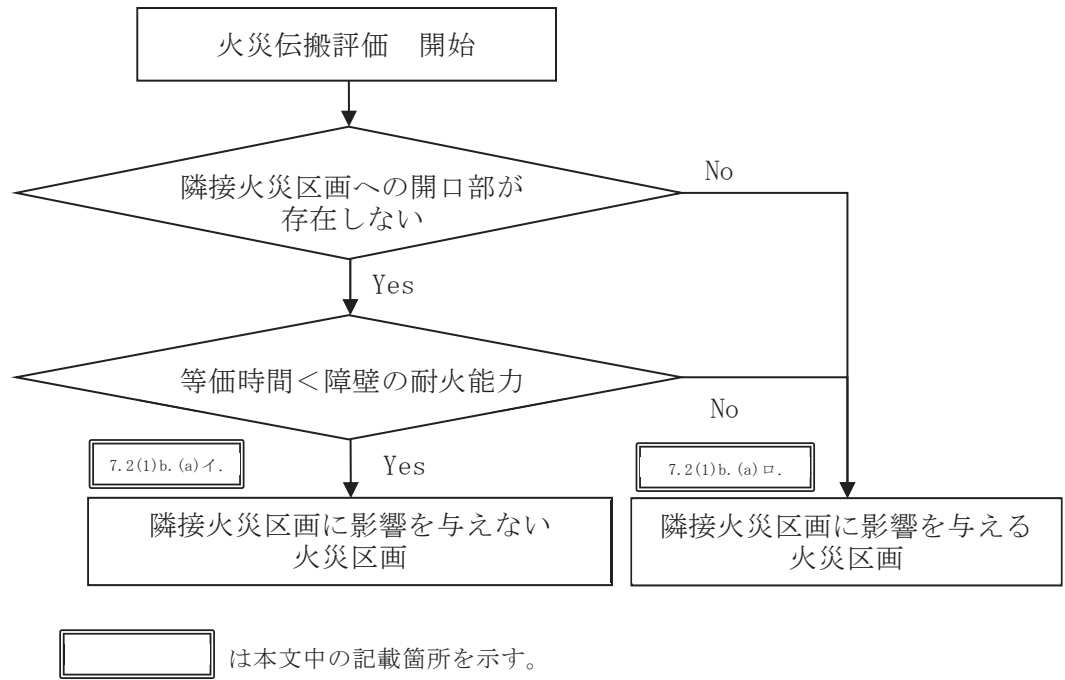 火災伝搬評価　開始
No
隣接火災区画への開口部が
存在しない
Yes
等価時間＜障壁の耐火能力
No
7.2(1)b.(a)イ.
Yes
7.2(1)b.(a)ロ.
隣接火災区画に影響を与えない
火災区画
隣接火災区画に影響を与える
火災区画
は本文中の記載箇所を示す。